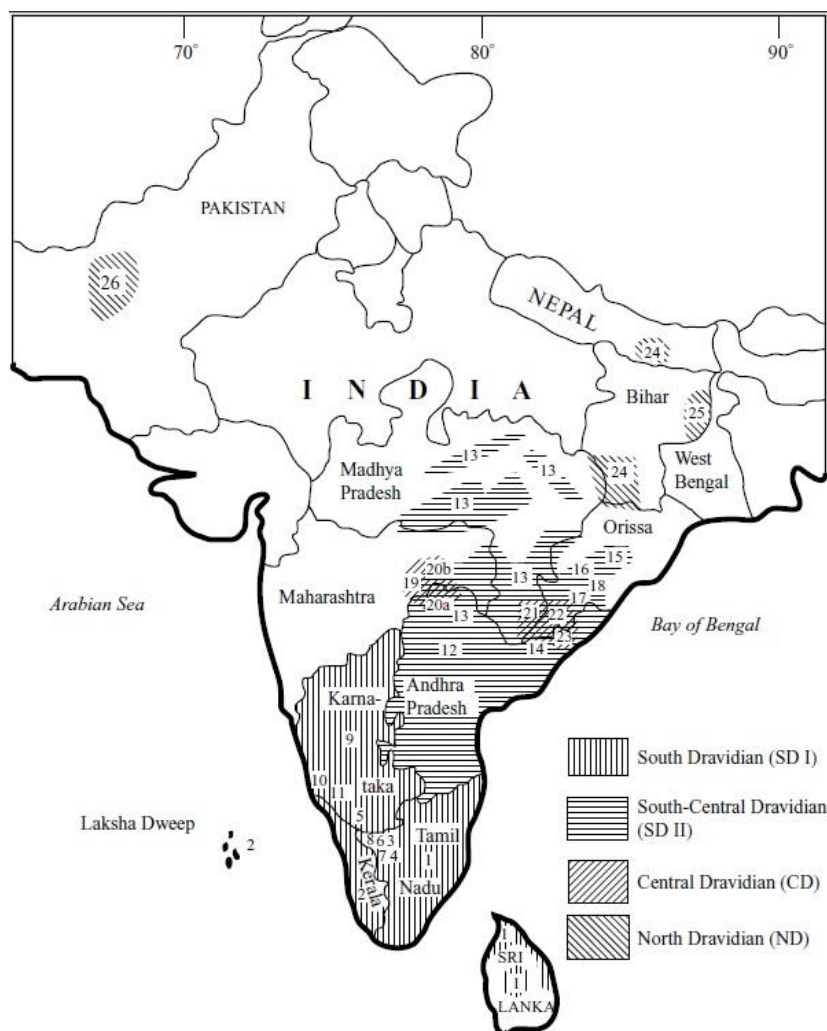 70°
80°
90°
PAKISTAN
26
NEPAL
24
I N D I A
Bihar
25
13
Madhya
Pradesh
13
24
West
Bengal
13
Orissa
15
16
20b
13
19
18
Maharashtra
17
20a
21
22
Arabian Sea
13
23
Bay of Bengal
12
14
Karna-
Andhra
Pradesh
9
South Dravidian (SD I)
10
11
taka
Laksha Dweep
5
South-Central Dravidian
(SD II)
2
8 6 3
Tamil
7 4
1
Kerala
Nadu
2
Central Dravidian (CD)
North Dravidian (ND)
1
SRI
1
LANKA